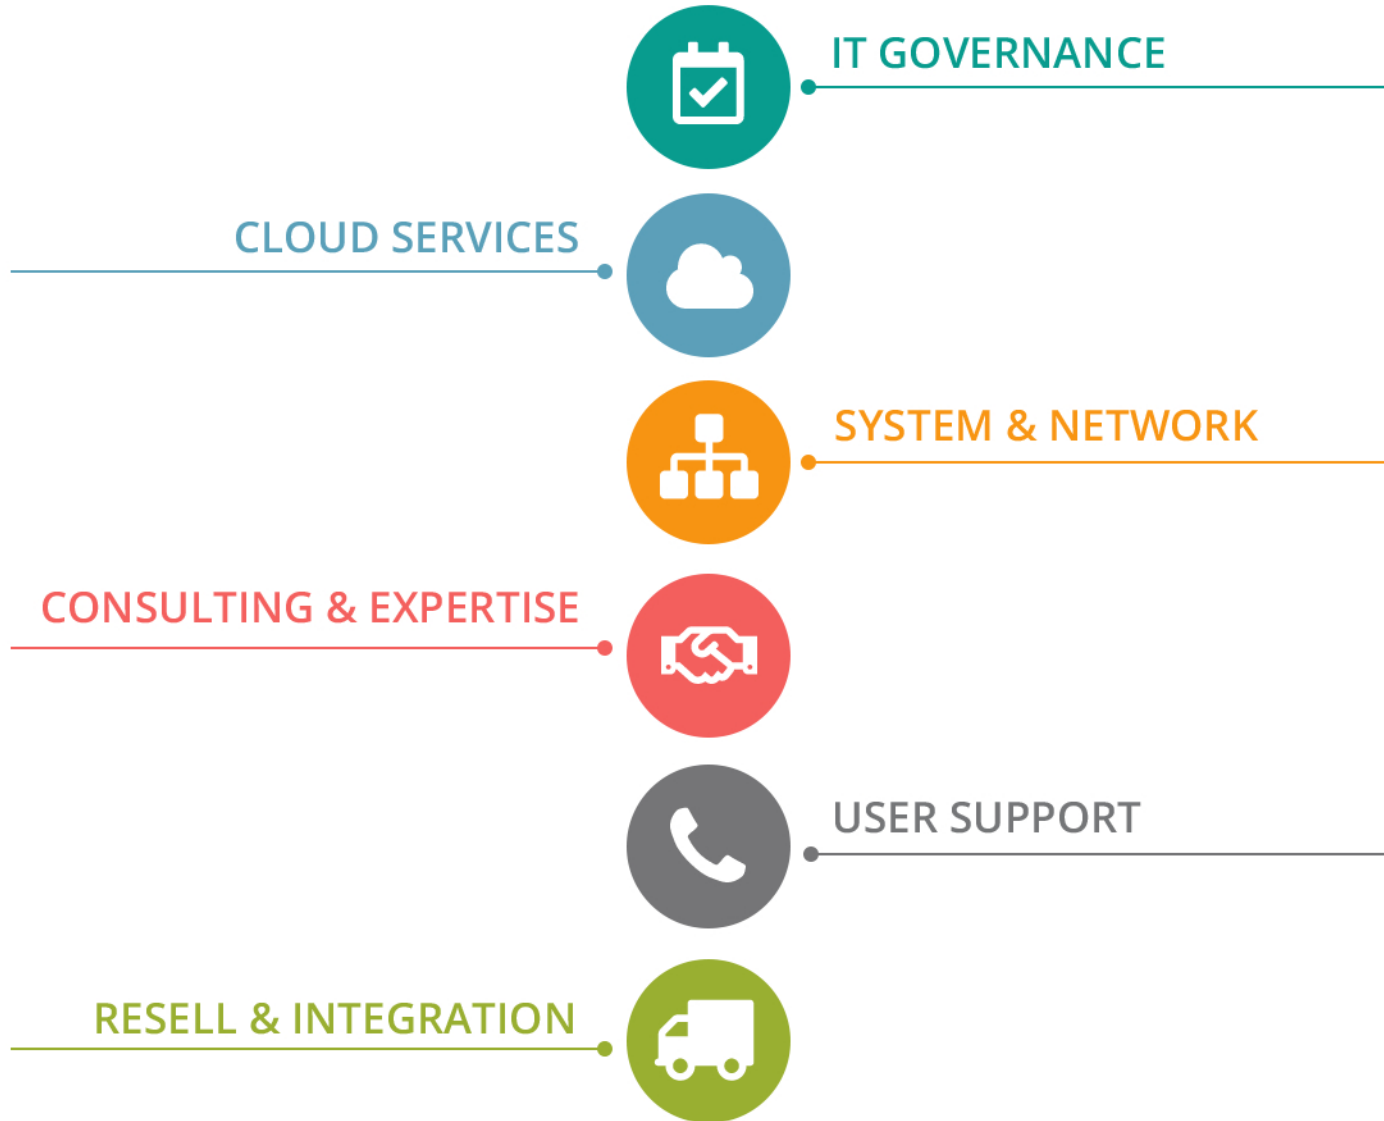 IT GOVERNANCE
CLOUD SERVICES
SYSTEM & NETWORK
CONSULTING & EXPERTISE
USER SUPPORT
RESELL & INTEGRATION